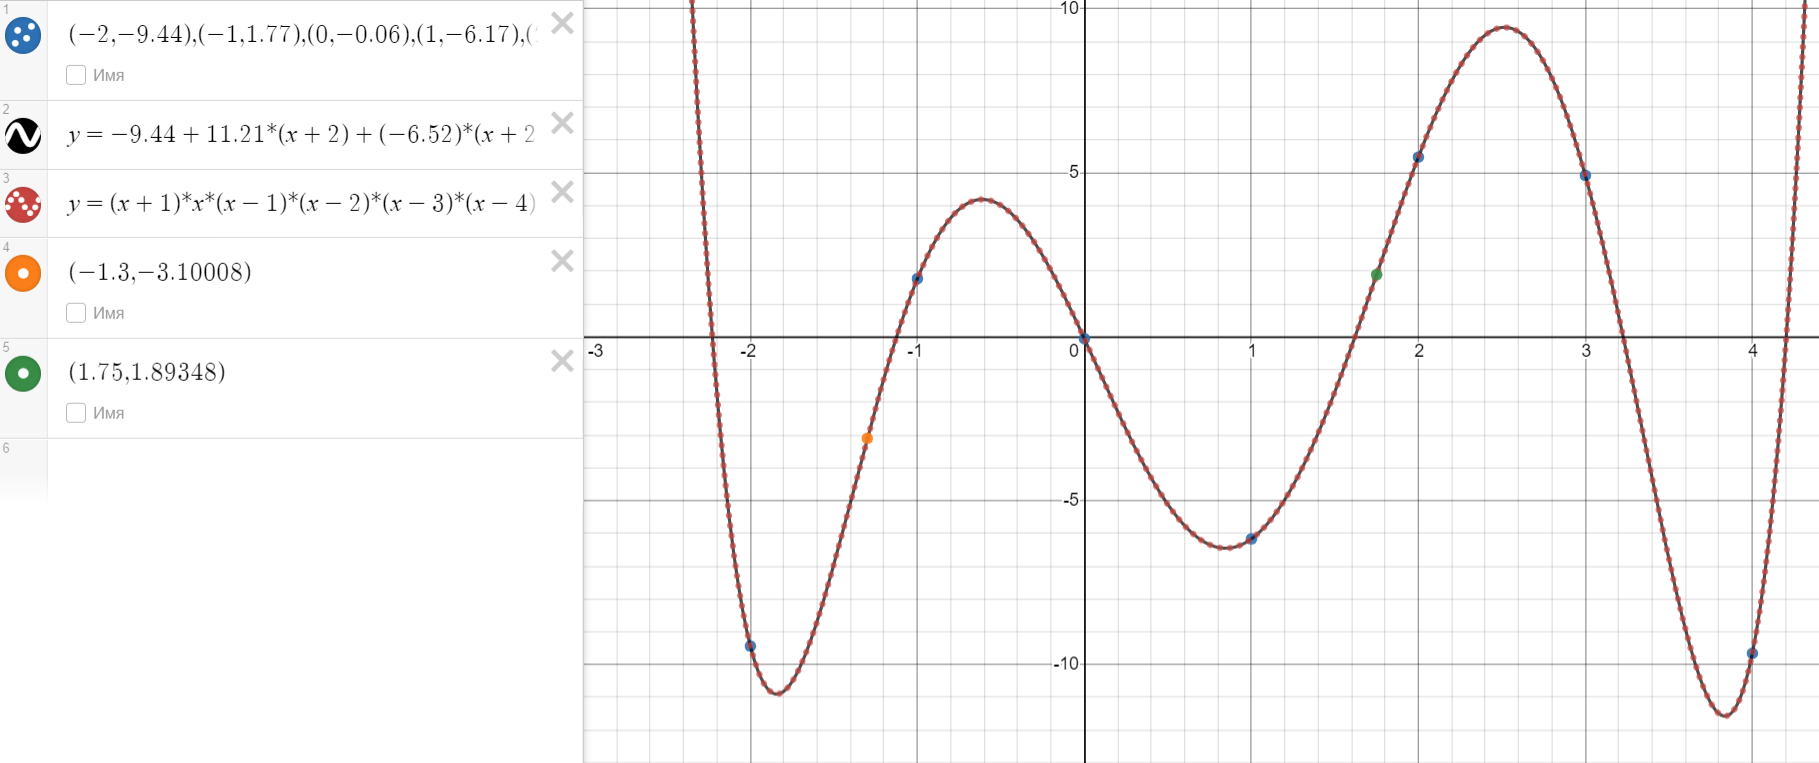 1
(−2,−9.44),(−1,1.77),(0,−0.06),(1,−6.17),(
Имя
2
y = −9.44 + 11.21*(x + 2) + (−6.52)*(x + 2
3
y = (x + 1)*x*(x − 1)*(x − 2)*(x − 3)*(x − 4)
4
(−1.3,−3.10008)
Имя
5
(1.75,1.89348)
Имя
6
10
5
-3 -2 -1 0 1 2 3 4
-5
-10